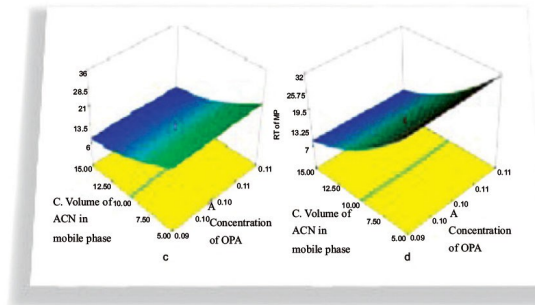 36
28.5
21
13.5
6
15.00
12.50
10.00
7.50
5.00
0.09
0.10
0.10
0.11
0.11
C. Volume of
ACN in
mobile phase
A
Concentration
of OPA
c
32
25.75
19.5
13.25
7
RT of MP
15.00
12.50
10.00
7.50
5.00
0.09
0.10
0.10
0.11
0.11
C. Volume of
ACN in
mobile phase
A
Concentration
of OPA
d